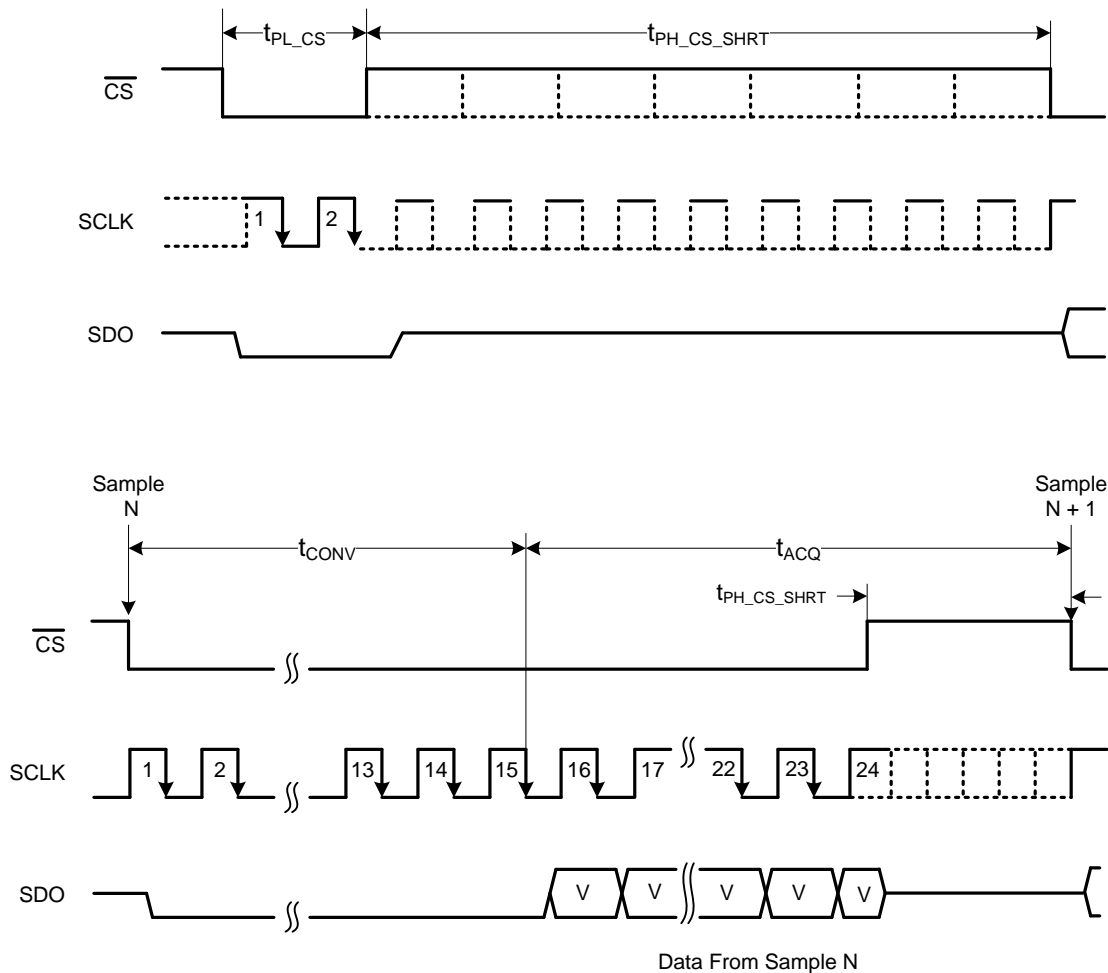 tPL_CS
tPH_CS_SHRT
CS
SCLK
1
2
SDO
Sample
N
Sample
N + 1
tCONV
tACQ
tPH_CS_SHRT
CS
SCLK
1
2
13
14
15
16
17
22
23
24
SDO
V
V
V
V
V
Data From Sample N